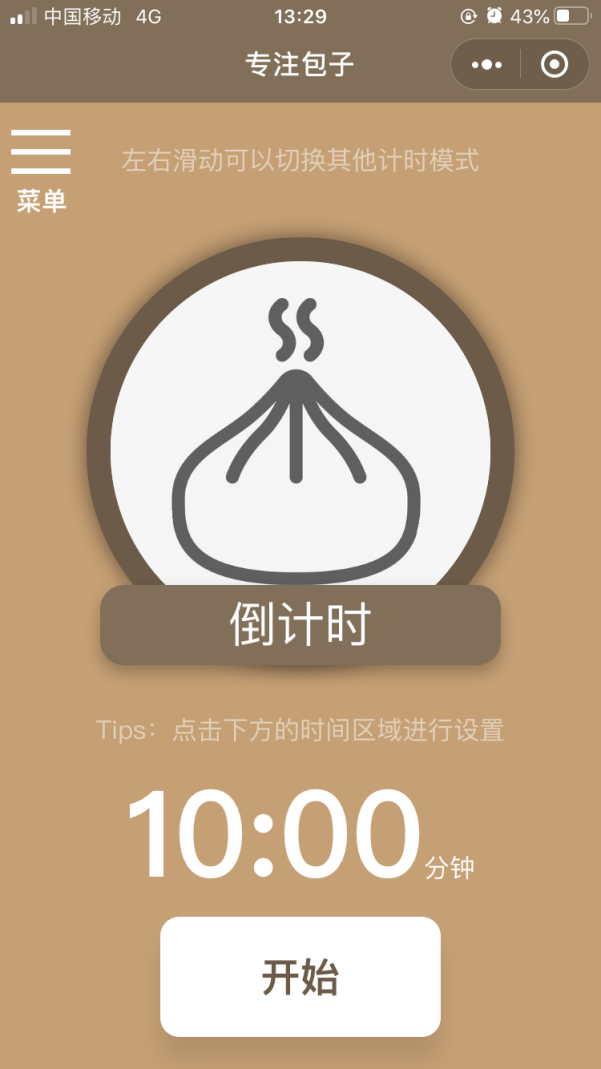 中国移动 4G 13:29 43%
专注包子
左右滑动可以切换其他计时模式
菜单
倒计时
Tips：点击下方的时间区域进行设置
10:00 分钟
开始